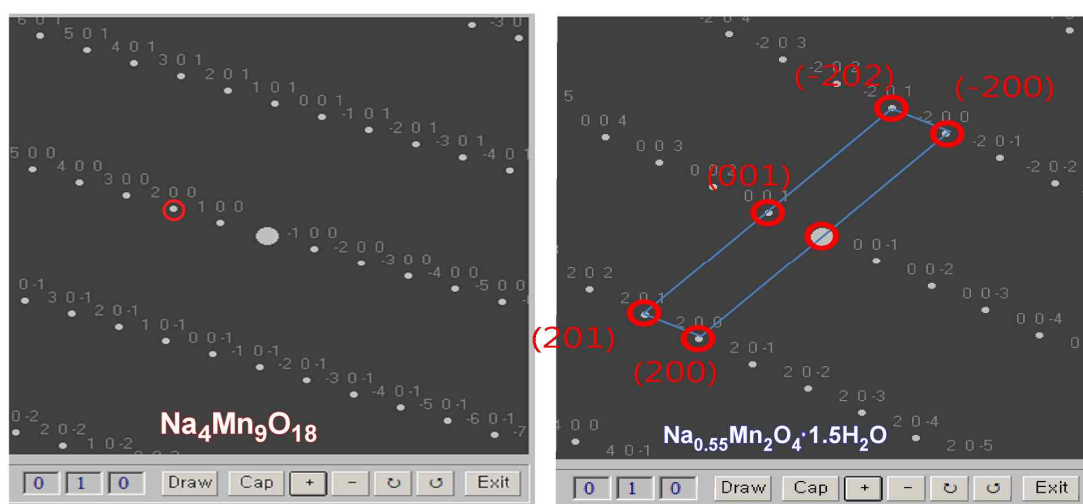 6 0 1
5 0 1
4 0 1
3 0 1
2 0 1
1 0 1
0 0 1
-1 0 1
-2 0 1
-3 0 1
-4 0 1
-3 0
5 0 0
4 0 0
3 0 0
2 0 0
1 0 0
-1 0 0
-2 0 0
-3 0 0
-4 0 0
-5 0 0
0-1
3 0-1
2 0-1
1 0-1
0 0-1
-1 0-1
-2 0-1
-3 0-1
-4 0-1
-5 0-1
-6 0-1
-7
0-2
2 0-2
1 0-2
Na4Mn9O18
0 1 0 Draw Cap + − ↻ ↺ Exit
-2 0 4
-2 0 3
-2 0 2
-2 0 1
-2 0 0
-2 0-1
-2 0-2
(-202)
(-200)
5
0 0 4
0 0 3
0 0 2
0 0 1
(001)
0 0-1
0 0-2
0 0-3
0 0-4
0
2 0 2
2 0 1
2 0 0
2 0-1
2 0-2
2 0-3
2 0-4
2 0-5
(201)
(200)
0 0
4 0-1
Na0.55Mn2O4·1.5H2O
0 1 0 Draw Cap + − ↻ ↺ Exit